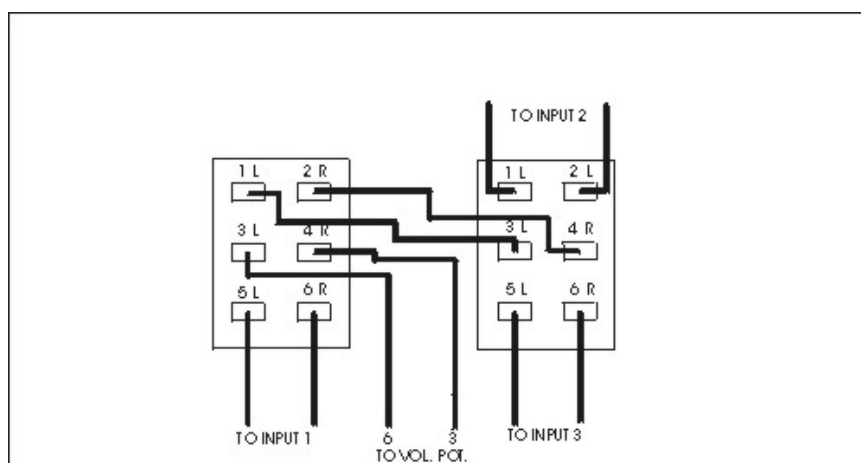 TO INPUT 2
1 L 2 R 1 L 2 L
3 L 4 R 3 L 4 R
5 L 6 R 5 L 6 R
TO INPUT 1 6 3 TO INPUT 3
TO VOL. POT.